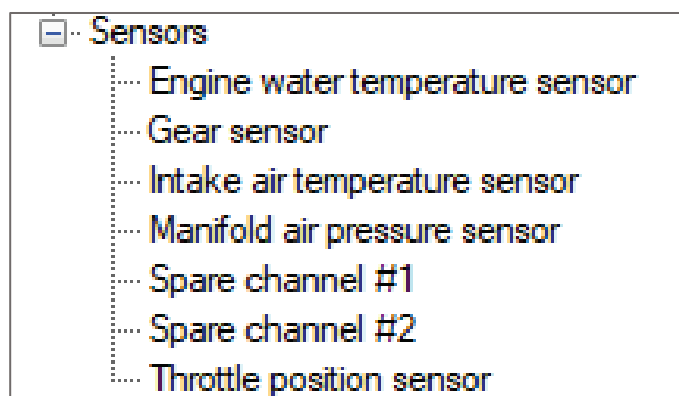 Sensors
Engine water temperature sensor
Gear sensor
Intake air temperature sensor
Manifold air pressure sensor
Spare channel #1
Spare channel #2
Throttle position sensor